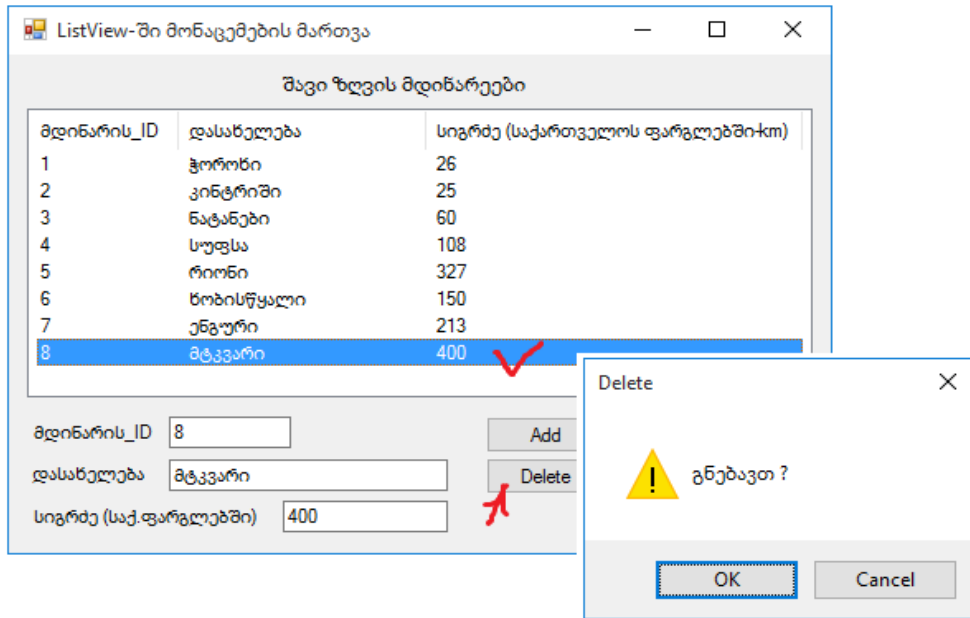 ListView-ში მონაცემების მართვა
შავი ზღვის მდინარეები
მდინარის_ID დასახელება სიგრძე (საქართველოს ფარგლებში-km)
1 ჭოროხი 26
2 კინტრიში 25
3 ნატანები 60
4 სუფსა 108
5 რიონი 327
6 ხობისწყალი 150
7 ენგური 213
8 მტკვარი 400
მდინარის_ID 8 Add
დასახელება მტკვარი Delete
სიგრძე (საქ.ფარგლებში) 400
Delete
გნებავთ ?
OK Cancel